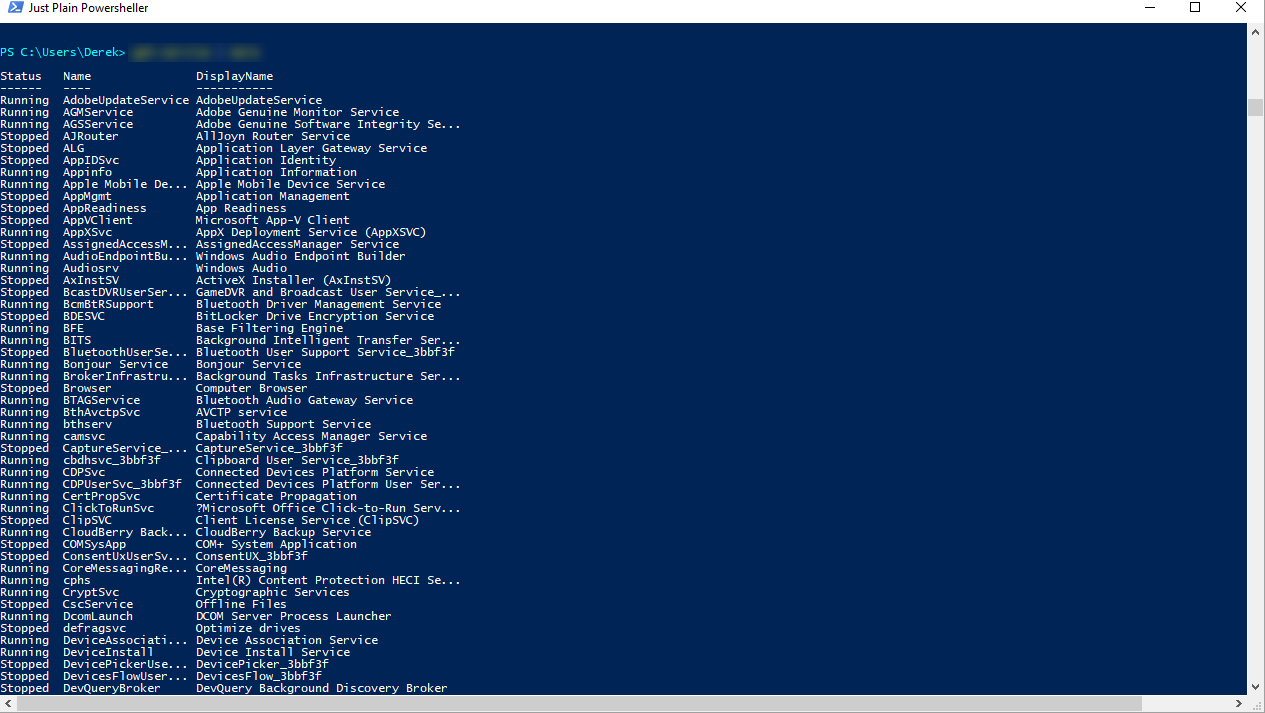 Just Plain Powersheller
PS C:\Users\Derek>
Status Name DisplayName
------ ---- -----------
Running AdobeUpdateService AdobeUpdateService
Running AGMService Adobe Genuine Monitor Service
Running AGSService Adobe Genuine Software Integrity Se...
Stopped AJRouter AllJoyn Router Service
Stopped ALG Application Layer Gateway Service
Stopped AppIDSvc Application Identity
Running Appinfo Application Information
Running Apple Mobile De... Apple Mobile Device Service
Stopped AppMgmt Application Management
Stopped AppReadiness App Readiness
Stopped AppVClient Microsoft App-V Client
Running AppXSvc AppX Deployment Service (AppXSVC)
Stopped AssignedAccessM... AssignedAccessManager Service
Running AudioEndpointBu... Windows Audio Endpoint Builder
Running Audiosrv Windows Audio
Stopped AxInstSV ActiveX Installer (AxInstSV)
Stopped BcastDVRUserSer... GameDVR and Broadcast User Service_...
Running BcmBtRSupport Bluetooth Driver Management Service
Stopped BDESVC BitLocker Drive Encryption Service
Running BFE Base Filtering Engine
Running BITS Background Intelligent Transfer Ser...
Stopped BluetoothUserSe... Bluetooth User Support Service_3bbf3f
Running Bonjour Service Bonjour Service
Running BrokerInfrastru... Background Tasks Infrastructure Ser...
Stopped Browser Computer Browser
Running BTAGService Bluetooth Audio Gateway Service
Running BthAvctpSvc AVCTP service
Running bthserv Bluetooth Support Service
Running camsvc Capability Access Manager Service
Stopped CaptureService_... CaptureService_3bbf3f
Running cbdhsvc_3bbf3f Clipboard User Service_3bbf3f
Running CDPSvc Connected Devices Platform Service
Running CDPUserSvc_3bbf3f Connected Devices Platform User Ser...
Running CertPropSvc Certificate Propagation
Running ClickToRunSvc ?Microsoft Office Click-to-Run Serv...
Stopped ClipSVC Client License Service (ClipSVC)
Running CloudBerry Back... CloudBerry Backup Service
Stopped COMSysApp COM+ System Application
Stopped ConsentUxUserSv... ConsentUX_3bbf3f
Running CoreMessagingRe... CoreMessaging
Running cphs Intel(R) Content Protection HECI Se...
Running CryptSvc Cryptographic Services
Stopped CscService Offline Files
Running DcomLaunch DCOM Server Process Launcher
Stopped defragsvc Optimize drives
Running DeviceAssociati... Device Association Service
Running DeviceInstall Device Install Service
Stopped DevicePickerUse... DevicePicker_3bbf3f
Stopped DevicesFlowUser... DevicesFlow_3bbf3f
Stopped DevQueryBroker DevQuery Background Discovery Broker